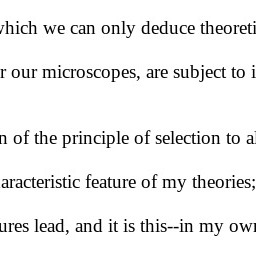 which we can only deduce theoreti
r our microscopes, are subject to i
n of the principle of selection to al
aracteristic feature of my theories;
ures lead, and it is this--in my own